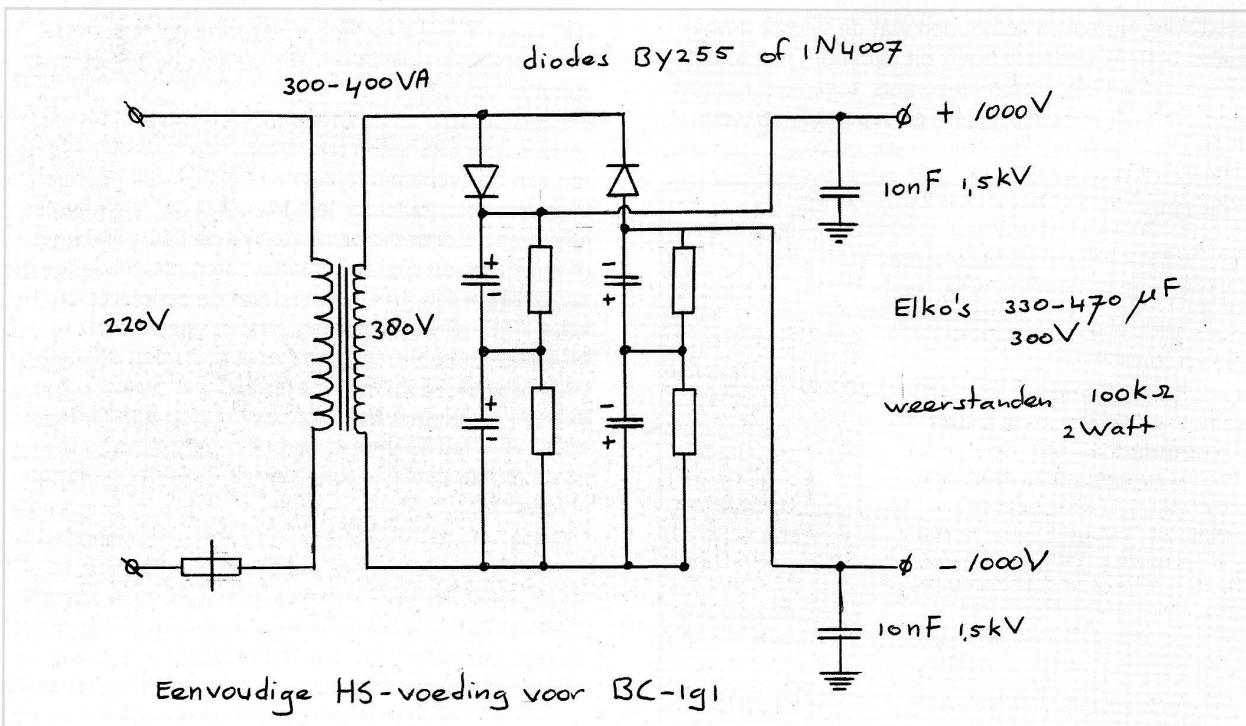 diodes By255 of 1N4007
300-400VA
+ 1000V
10nF 1,5kV
220V
380V
+
-
+
-
-
+
-
+
Elko's 330-470 µF
300V
weerstanden 100kΩ
2Watt
- 1000V
10nF 1,5kV
Eenvoudige HS-voeding voor BC-191